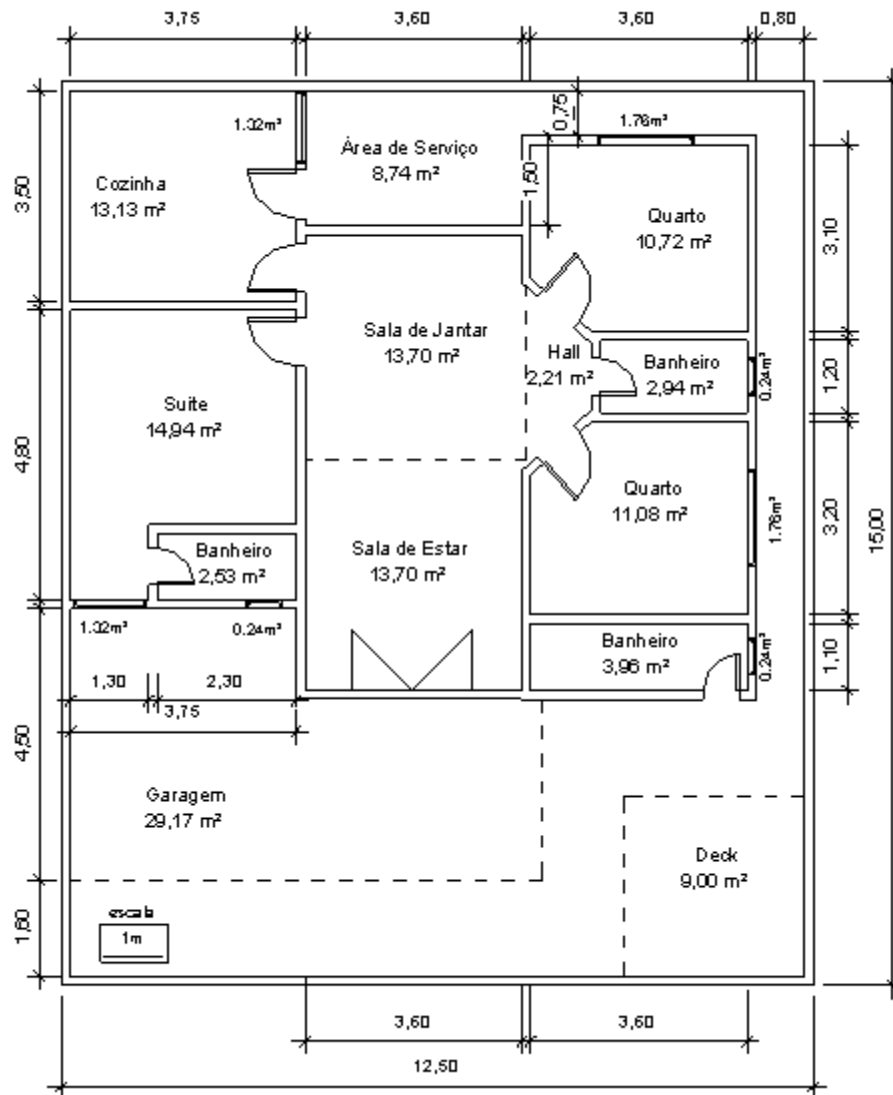 3,75
3,60
3,60
0,80
3,50
4,80
4,50
1,60
1.32m²
Área de Serviço
8,74 m²
0,75
1,50
1.76m²
Cozinha
13,13 m²
Quarto
10,72 m²
3,10
Sala de Jantar
13,70 m²
Hall
2,21 m²
Banheiro
2,94 m²
0.24m²
1,20
Suite
14,94 m²
Quarto
11,08 m²
1.76m²
3,20
15,00
Banheiro
2,53 m²
Sala de Estar
13,70 m²
1.32m²
0.24m²
Banheiro
3,96 m²
0.24m²
1,10
1,30
2,30
3,75
Garagem
29,17 m²
Deck
9,00 m²
escala
1m
3,60
3,60
12,50